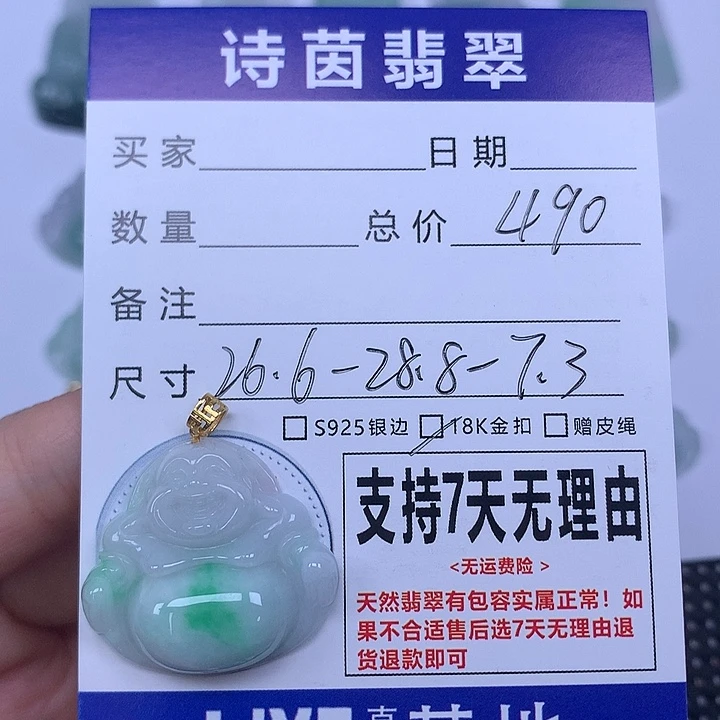 诗茵翡翠
买家 日期
数量 总价 490
备注
尺寸 26.6-28.8-7.3
S925银边 18K金扣 赠皮绳
支持7天无理由
<无运费险>
天然翡翠有包容实属正常！如
果不合适售后选7天无理由退
货退款即可